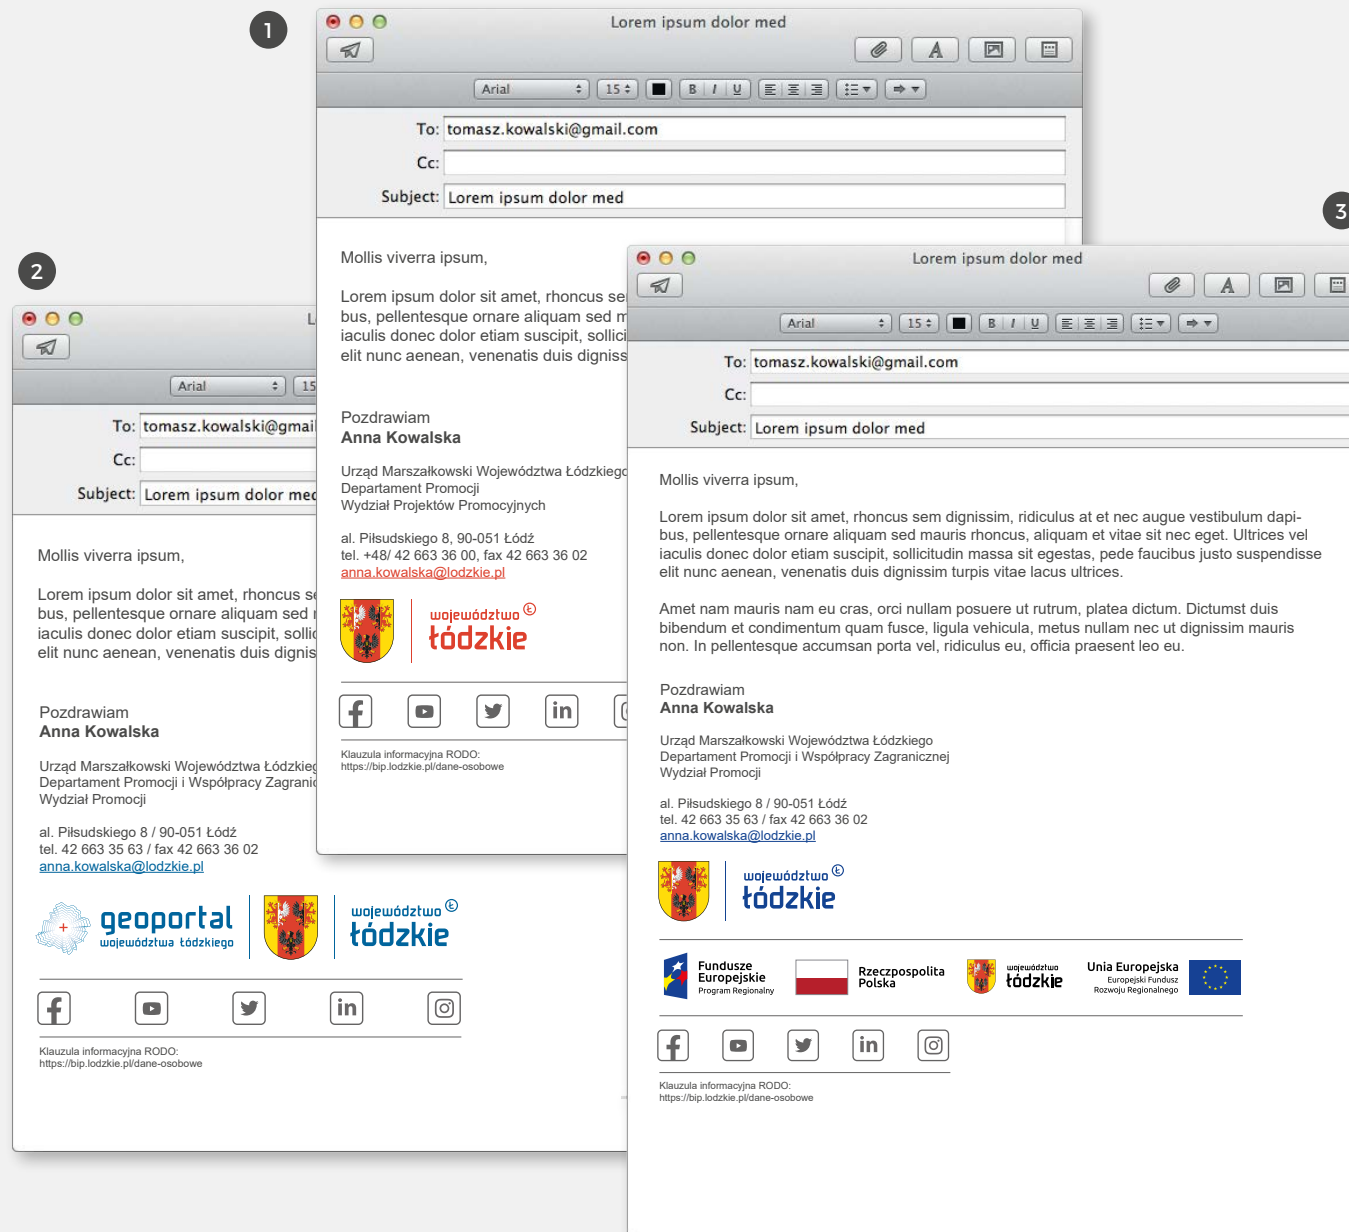 1
Lorem ipsum dolor med
Arial
15
B I U
To: tomasz.kowalski@gmail.com
Cc:
Subject: Lorem ipsum dolor med
Mollis viverra ipsum,
Lorem ipsum dolor sit amet, rhoncus se
bus, pellentesque ornare aliquam sed m
iaculis donec dolor etiam suscipit, sollici
elit nunc aenean, venenatis duis digniss
Pozdrawiam
Anna Kowalska
Urząd Marszałkowski Województwa Łódzkiego
Departament Promocji
Wydział Projektów Promocyjnych
al. Piłsudskiego 8, 90-051 Łódź
tel. +48/ 42 663 36 00, fax 42 663 36 02
anna.kowalska@lodzkie.pl
województwo
łódzkie
in
Klauzula informacyjna RODO:
https://bip.lodzkie.pl/dane-osobowe
2
L
Arial
15
To: tomasz.kowalski@gmai
Cc:
Subject: Lorem ipsum dolor med
Mollis viverra ipsum,
Lorem ipsum dolor sit amet, rhoncus se
bus, pellentesque ornare aliquam sed
iaculis donec dolor etiam suscipit, sollic
elit nunc aenean, venenatis duis dignis
Pozdrawiam
Anna Kowalska
Urząd Marszałkowski Województwa Łódzkieg
Departament Promocji i Współpracy Zagranic
Wydział Promocji
al. Piłsudskiego 8 / 90-051 Łódź
tel. 42 663 35 63 / fax 42 663 36 02
anna.kowalska@lodzkie.pl
geoportal
województwa łódzkiego
województwo
łódzkie
in
Klauzula informacyjna RODO:
https://bip.lodzkie.pl/dane-osobowe
3
Lorem ipsum dolor med
Arial
15
B I U
To: tomasz.kowalski@gmail.com
Cc:
Subject: Lorem ipsum dolor med
Mollis viverra ipsum,
Lorem ipsum dolor sit amet, rhoncus sem dignissim, ridiculus at et nec augue vestibulum dapi-
bus, pellentesque ornare aliquam sed mauris rhoncus, aliquam et vitae sit nec eget. Ultrices vel
iaculis donec dolor etiam suscipit, sollicitudin massa sit egestas, pede faucibus justo suspendisse
elit nunc aenean, venenatis duis dignissim turpis vitae lacus ultrices.
Amet nam mauris nam eu cras, orci nullam posuere ut rutrum, platea dictum. Dictumst duis
bibendum et condimentum quam fusce, ligula vehicula, metus nullam nec ut dignissim mauris
non. In pellentesque accumsan porta vel, ridiculus eu, officia praesent leo eu.
Pozdrawiam
Anna Kowalska
Urząd Marszałkowski Województwa Łódzkiego
Departament Promocji i Współpracy Zagranicznej
Wydział Promocji
al. Piłsudskiego 8 / 90-051 Łódź
tel. 42 663 35 63 / fax 42 663 36 02
anna.kowalska@lodzkie.pl
województwo
łódzkie
Fundusze
Europejskie
Program Regionalny
Rzeczpospolita
Polska
województwo
łódzkie
Unia Europejska
Europejski Fundusz
Rozwoju Regionalnego
in
Klauzula informacyjna RODO:
https://bip.lodzkie.pl/dane-osobowe